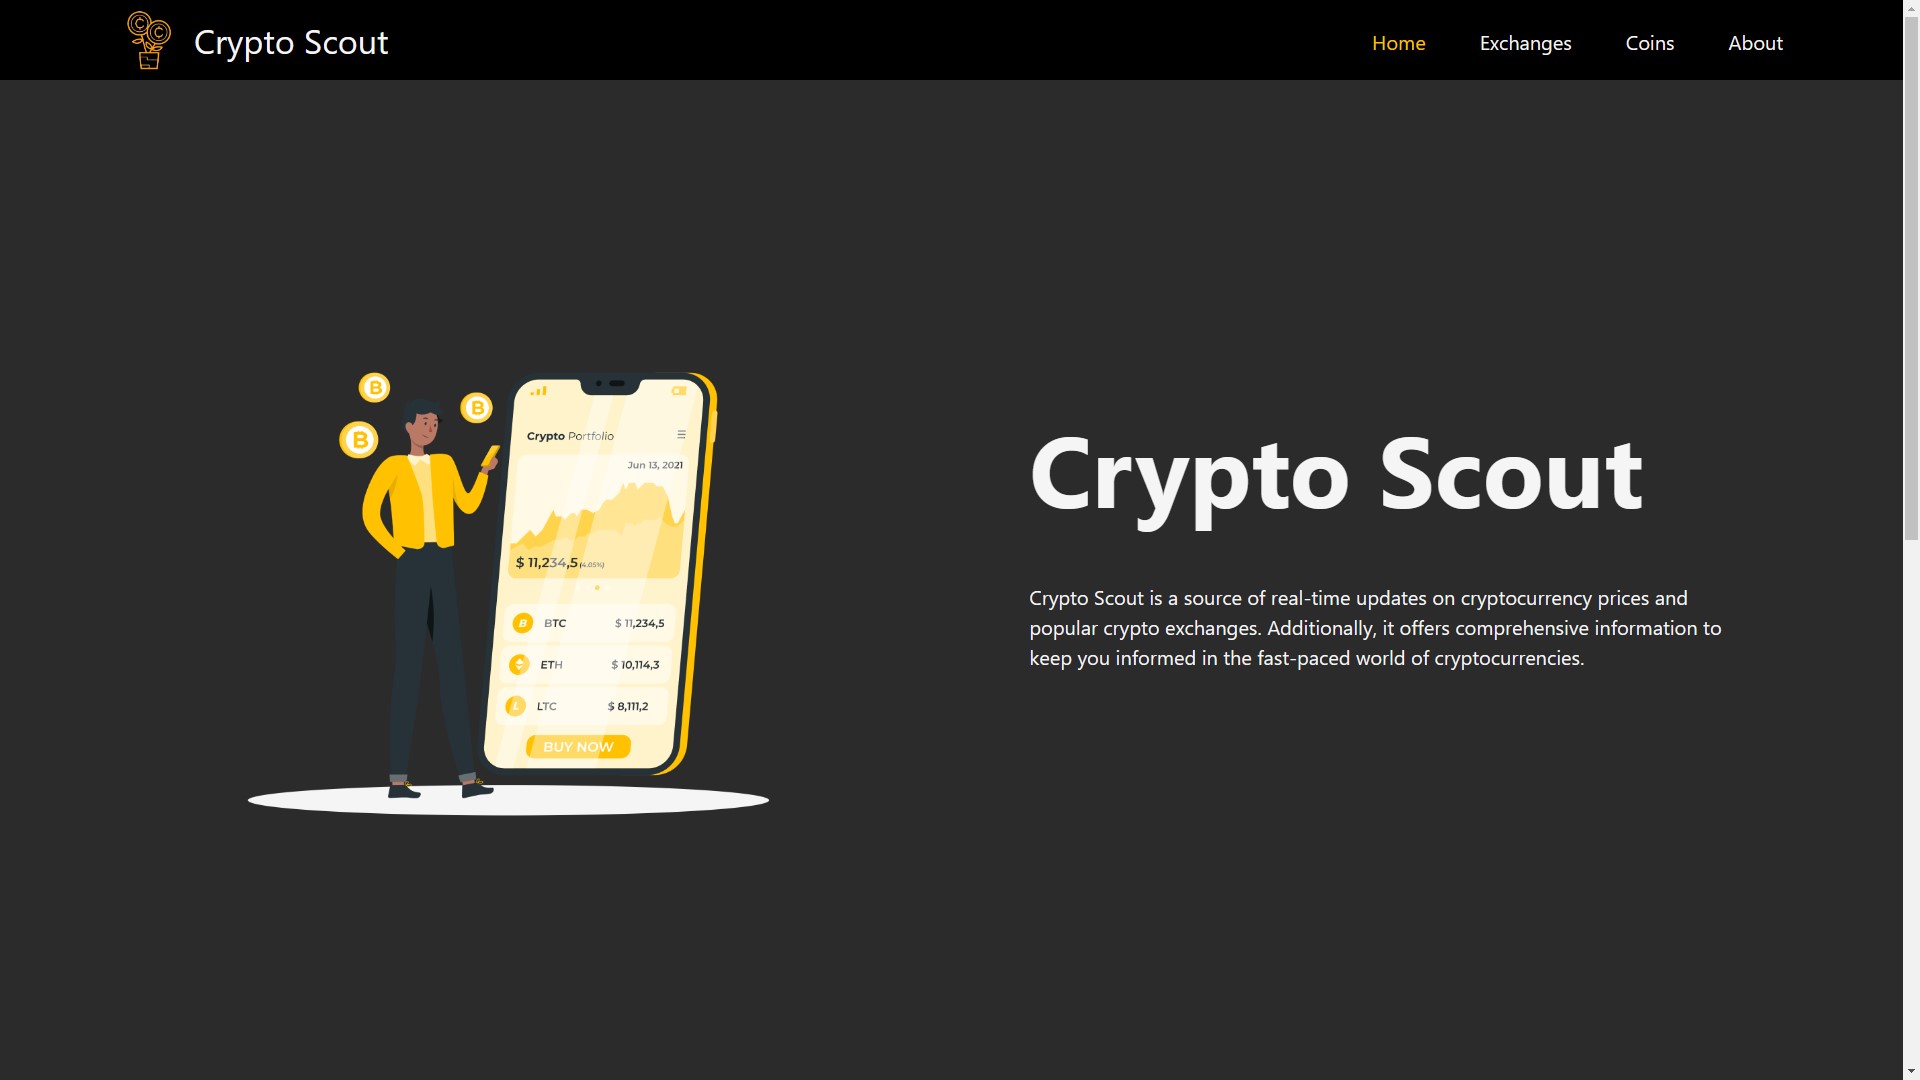 Crypto Scout
Home
Exchanges
Coins
About
Crypto Portfolio
Jun 13, 2021
$ 11,234,5 (4.05%)
B BTC $ 11,234,5
ETH $ 10,114,3
L LTC $ 8,111,2
BUY NOW
B
B
B
Crypto Scout
Crypto Scout is a source of real-time updates on cryptocurrency prices and
popular crypto exchanges. Additionally, it offers comprehensive information to
keep you informed in the fast-paced world of cryptocurrencies.